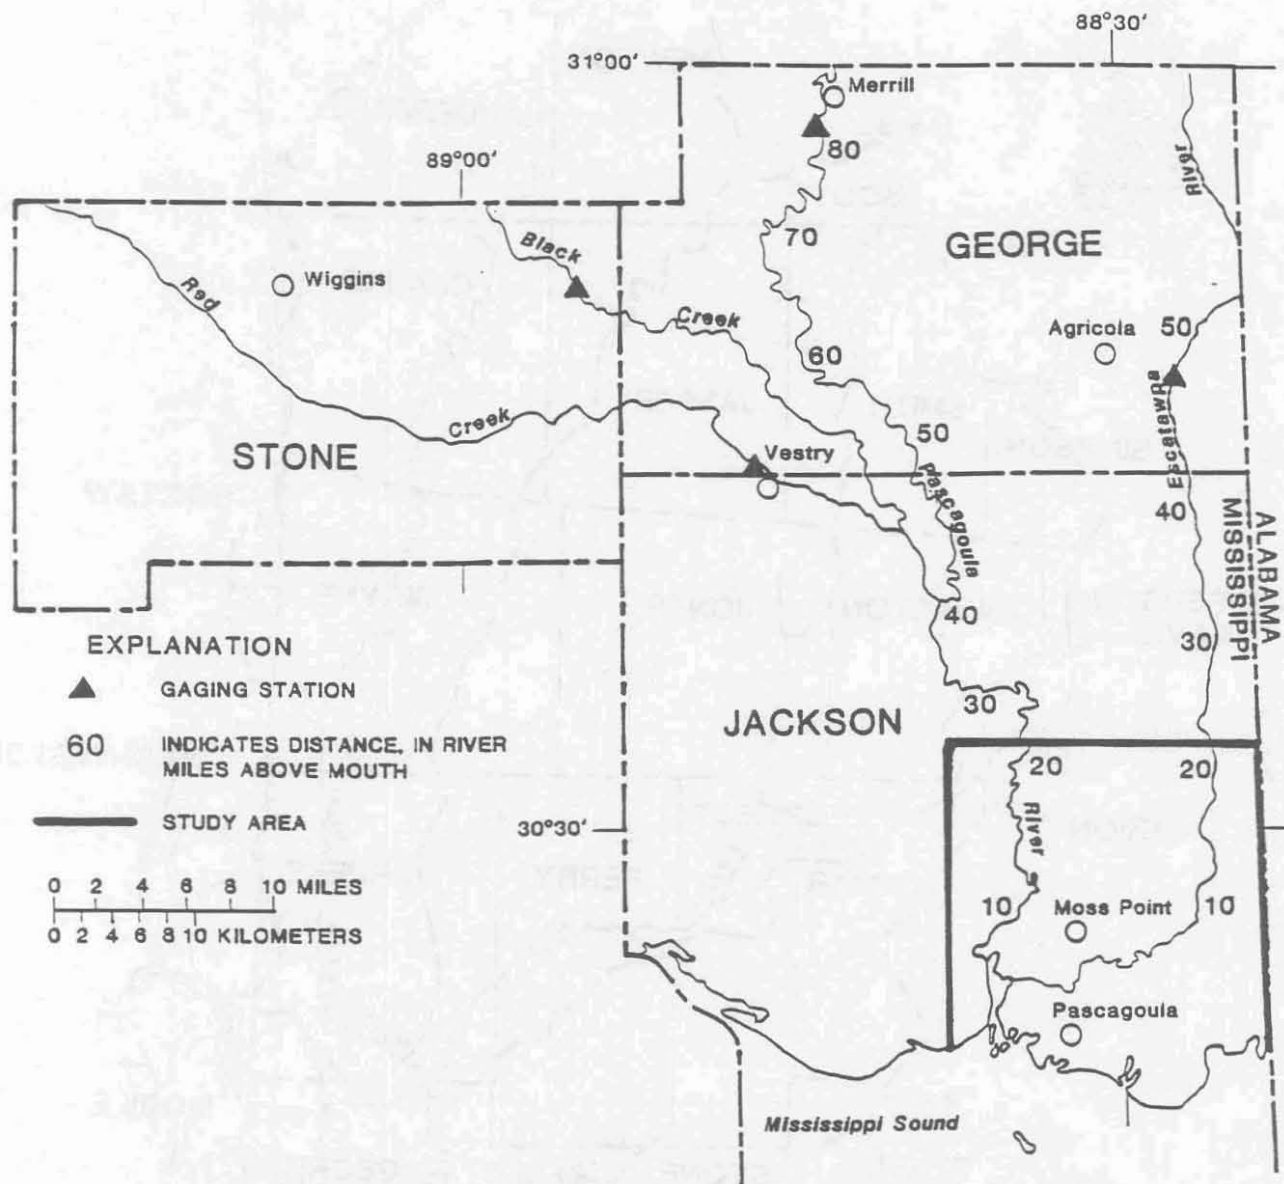 88°30'
31°00'
Merrill
80
89°00'
River
70
GEORGE
Black
Wiggins
Red
Creek
Agricola
50
60
Escatawpa
Creek
50
Vestry
STONE
Pascagoula
40
ALABAMA
MISSISSIPPI
40
30
EXPLANATION
GAGING STATION
30
JACKSON
60 INDICATES DISTANCE, IN RIVER
MILES ABOVE MOUTH
20
20
STUDY AREA
30°30'
River
0 2 4 6 8 10 MILES
0 2 4 6 8 10 KILOMETERS
10
Moss Point
10
Pascagoula
Mississippi Sound